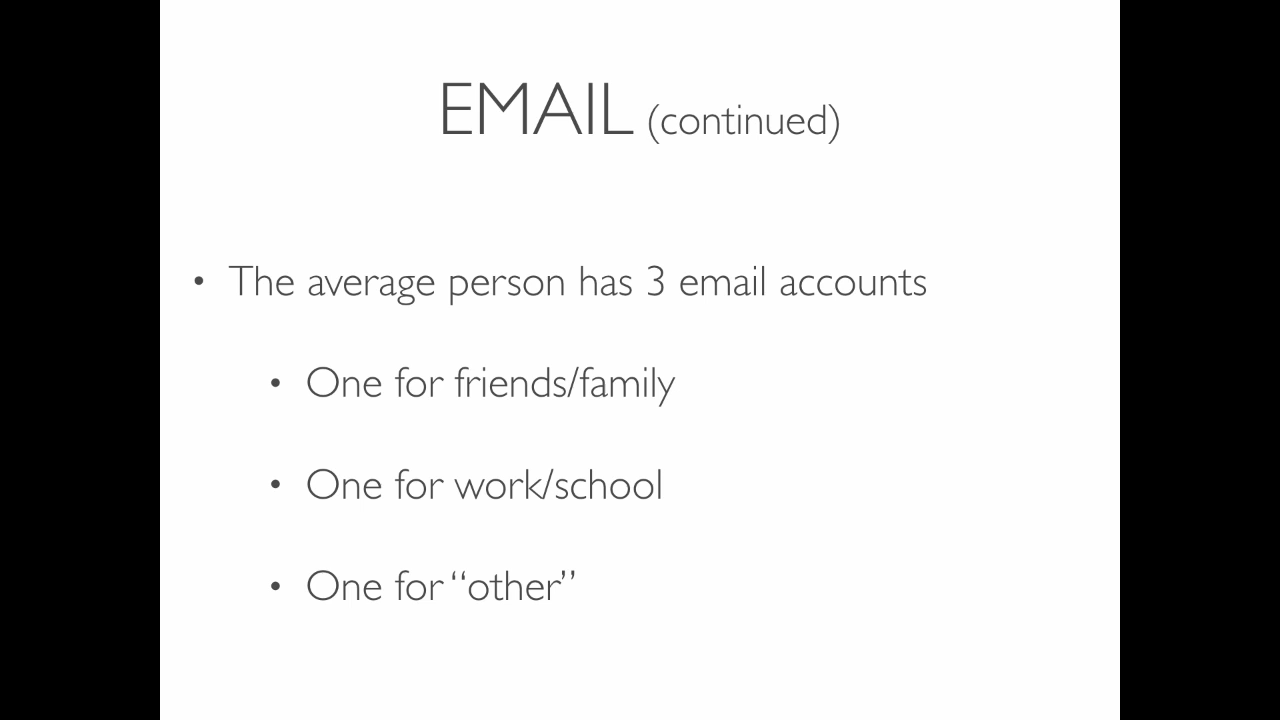 EMAIL (continued)
• The average person has 3 email accounts
• One for friends/family
• One for work/school
• One for “other”